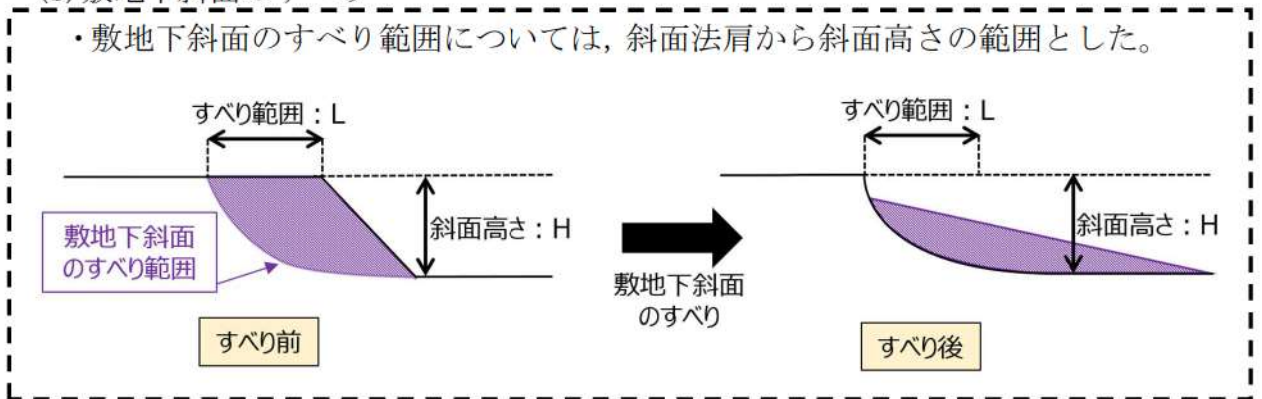 ・敷地下斜面のすべり範囲については，斜面法肩から斜面高さの範囲とした。
すべり範囲：L
斜面高さ：H
敷地下斜面
のすべり範囲
すべり前
敷地下斜面
のすべり
すべり範囲：L
斜面高さ：H
すべり後